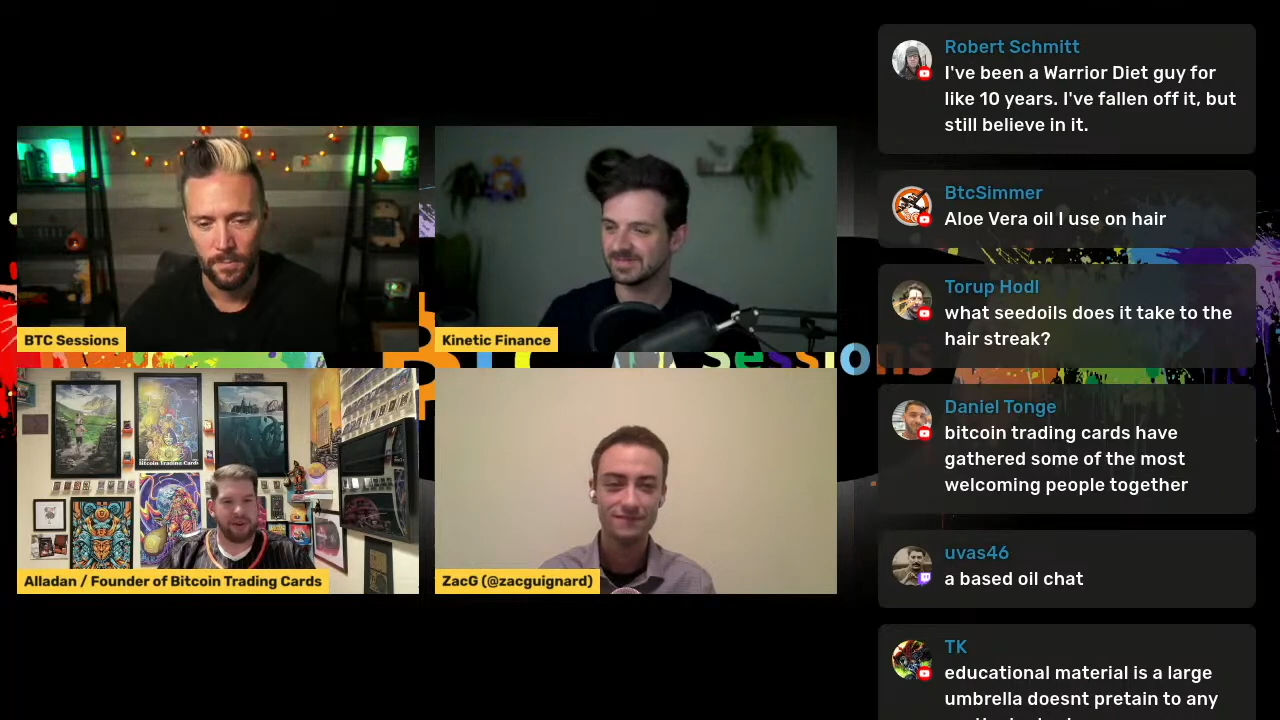 BTC Sessions
Kinetic Finance
Sessions
Bitcoin Trading Cards
Alladan / Founder of Bitcoin Trading Cards
ZacG (@zacguignard)
Robert Schmitt
I've been a Warrior Diet guy for
like 10 years. I've fallen off it, but
still believe in it.
BtcSimmer
Aloe Vera oil I use on hair
Torup Hodl
what seedoils does it take to the
hair streak?
Daniel Tonge
bitcoin trading cards have
gathered some of the most
welcoming people together
uvas46
a based oil chat
TK
educational material is a large
umbrella doesnt pretain to any